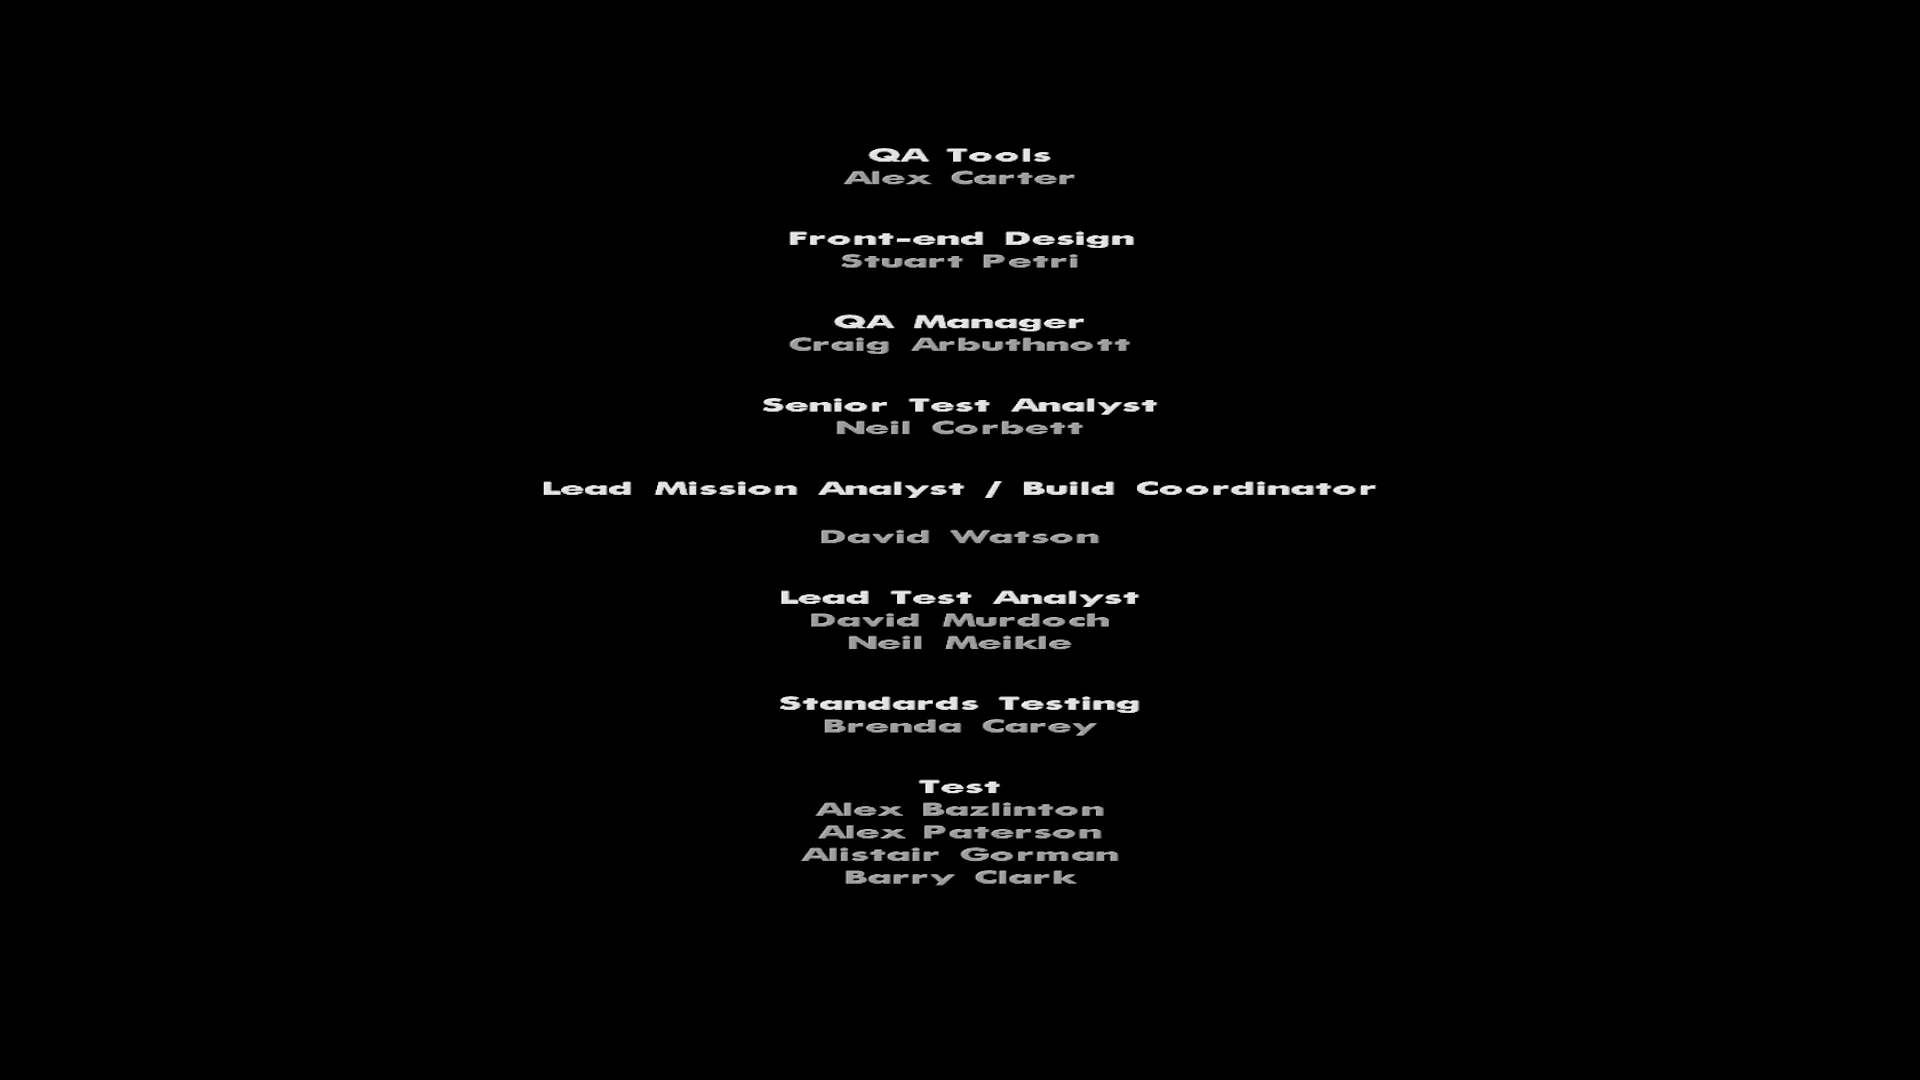 QA Tools
Alex Carter
Front-end Design
Stuart Petri
QA Manager
Craig Arbuthnott
Senior Test Analyst
Neil Corbett
Lead Mission Analyst / Build Coordinator
David Watson
Lead Test Analyst
David Murdoch
Neil Meikle
Standards Testing
Brenda Carey
Test
Alex Bazlinton
Alex Paterson
Alistair Gorman
Barry Clark